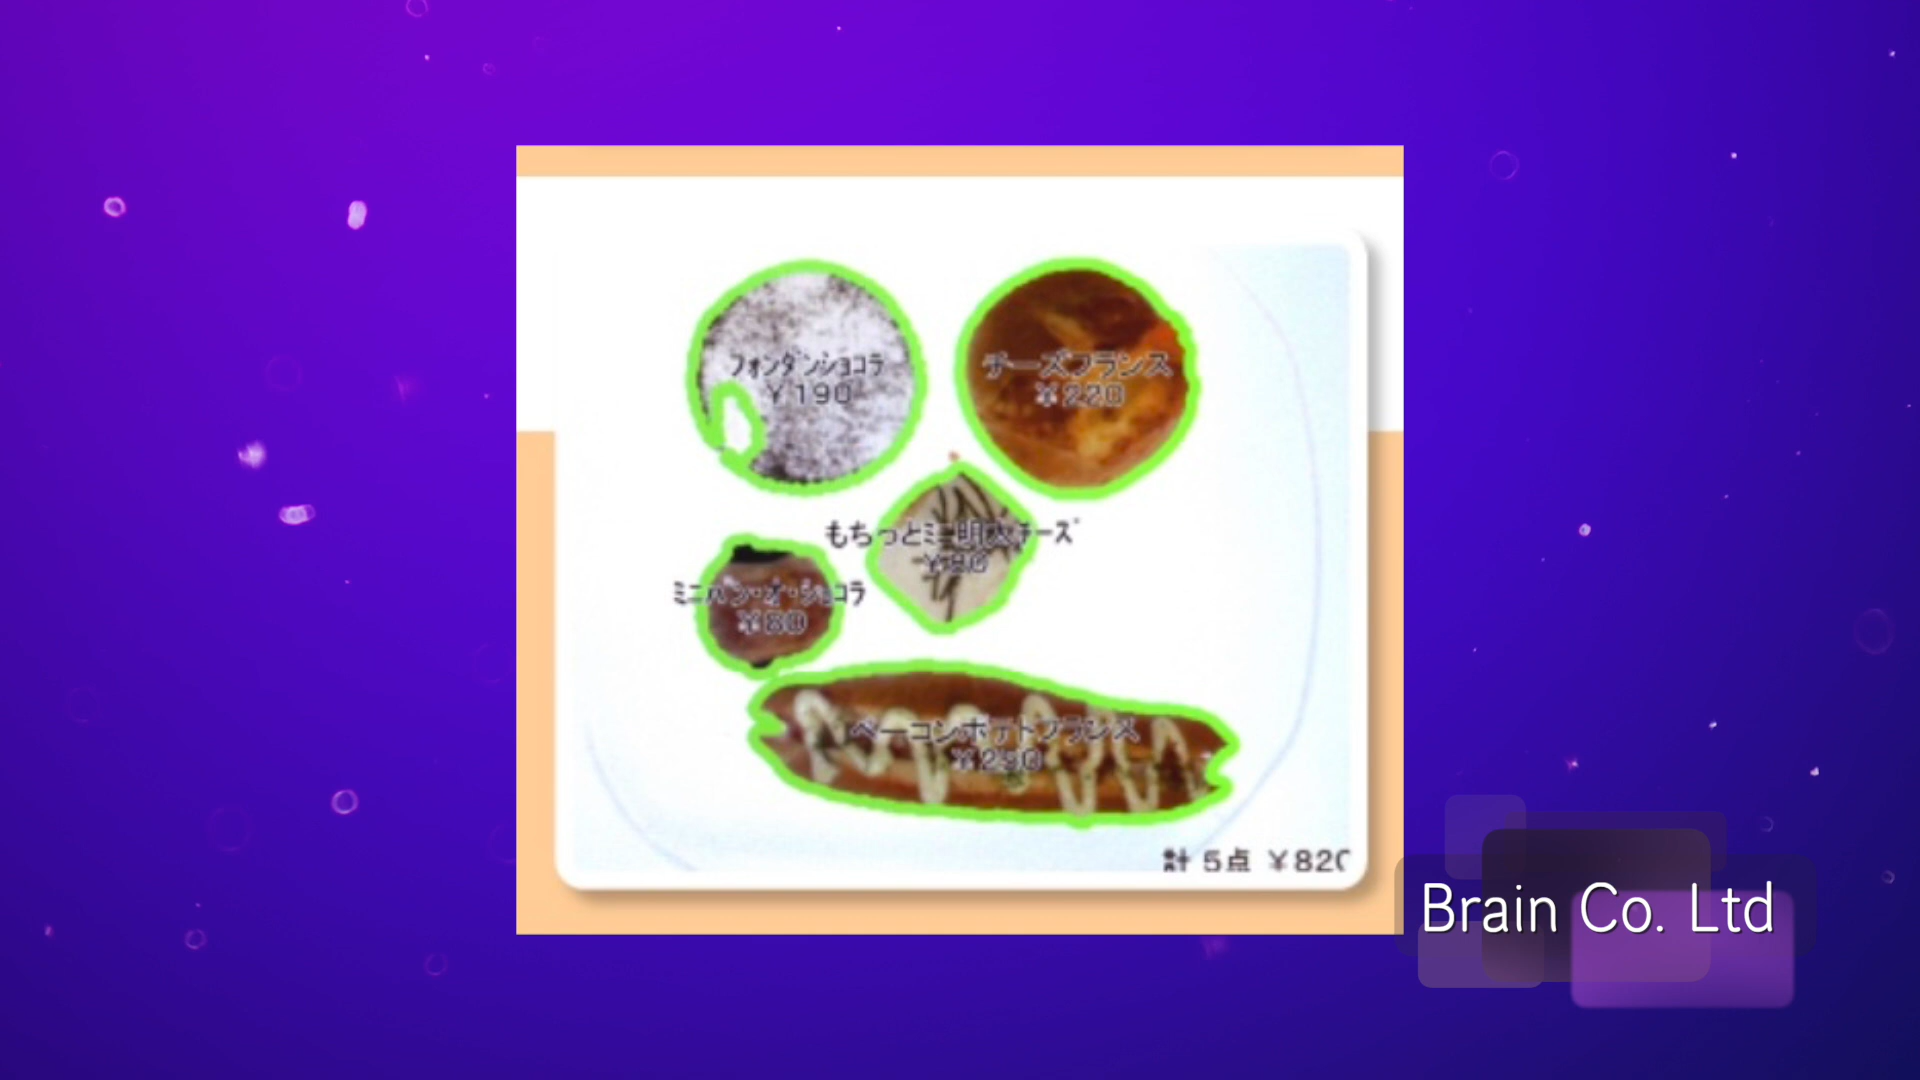 フォンダンショコラ
¥190
チーズフランス
¥220
もちっとミニ明太チーズ
¥80
ミニパン・オ・ショコラ
¥80
ベーコンポテトフランス
¥250
計 5点 ¥820
Brain Co. Ltd